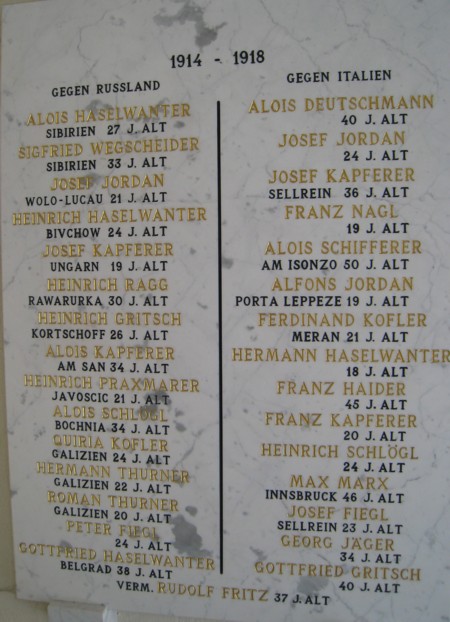 1914 - 1918
GEGEN RUSSLAND
ALOIS HASELWANTER
SIBIRIEN 27 J. ALT
SIGFRIED WEGSCHEIDER
SIBIRIEN 33 J. ALT
JOSEF JORDAN
WOLO-LUCAU 21 J. ALT
HEINRICH HASELWANTER
BIVCHOW 24 J. ALT
JOSEF KAPFERER
UNGARN 19 J. ALT
HEINRICH RAGG
RAWARURKA 30 J. ALT
HEINRICH GRITSCH
KORTSCHOFF 26 J. ALT
ALOIS KAPFERER
AM SAN 34 J. ALT
HEINRICH PRAXMARER
JAVOSCIC 21 J. ALT
ALOIS SCHLÖGL
BOCHNIA 34 J. ALT
QUIRIA KOFLER
GALIZIEN 24 J. ALT
HERMANN THURNER
GALIZIEN 22 J. ALT
ROMAN THURNER
GALIZIEN 20 J. ALT
PETER FIEGL
24 J. ALT
GOTTFRIED HASELWANTER
BELGRAD 38 J. ALT
GEGEN ITALIEN
ALOIS DEUTSCHMANN
40 J. ALT
JOSEF JORDAN
24 J. ALT
JOSEF KAPFERER
SELLREIN 36 J. ALT
FRANZ NAGL
19 J. ALT
ALOIS SCHIFFERER
AM ISONZO 50 J. ALT
ALFONS JORDAN
PORTA LEPPEZE 19 J. ALT
FERDINAND KOFLER
MERAN 21 J. ALT
HERMANN HASELWANTER
18 J. ALT
FRANZ HAIDER
45 J. ALT
FRANZ KAPFERER
20 J. ALT
HEINRICH SCHLÖGL
24 J. ALT
MAX MARX
INNSBRUCK 46 J. ALT
JOSEF FIEGL
SELLREIN 23 J. ALT
GEORG JÄGER
34 J. ALT
GOTTFRIED GRITSCH
40 J. ALT
VERM. RUDOLF FRITZ 37 J. ALT